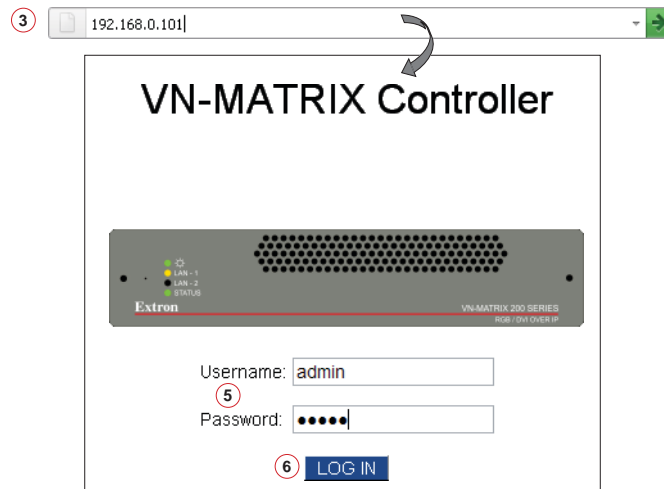 3
192.168.0.101
VN-MATRIX Controller
LAN - 1
LAN - 2
STATUS
Extron
VN-MATRIX 200 SERIES
RGB / DVI OVER IP
Username: admin
5
Password: ●●●●●
6 LOG IN